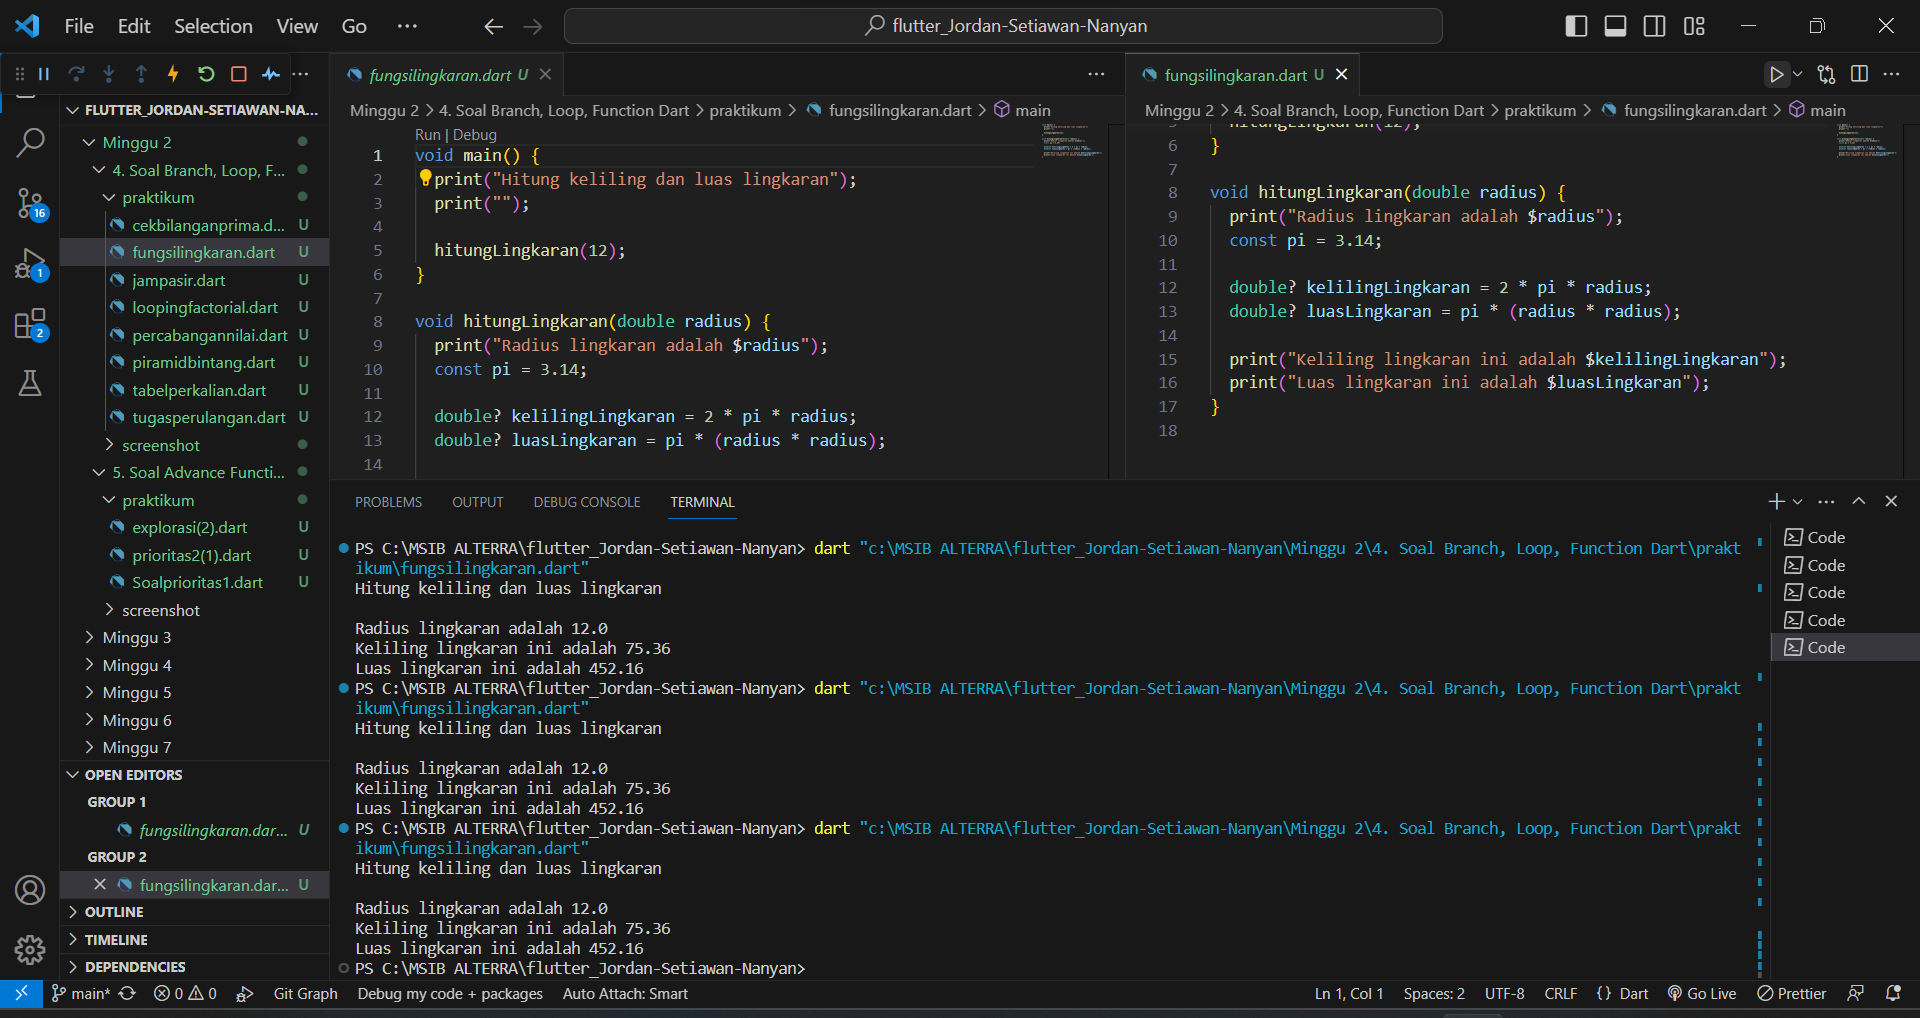 File Edit Selection View Go ··· flutter_Jordan-Setiawan-Nanyan
FLUTTER_JORDAN-SETIAWAN-NA...
Minggu 2
4. Soal Branch, Loop, F...
praktikum
cekbilanganprima.d... U
fungsilingkaran.dart U
jampasir.dart U
loopingfactorial.dart U
percabangannilai.dart U
piramidbintang.dart U
tabelperkalian.dart U
tugasperulangan.dart U
screenshot
5. Soal Advance Functi...
praktikum
explorasi(2).dart U
prioritas2(1).dart U
Soalprioritas1.dart U
screenshot
Minggu 3
Minggu 4
Minggu 5
Minggu 6
Minggu 7
OPEN EDITORS
GROUP 1
fungsilingkaran.dar... U
GROUP 2
fungsilingkaran.dar... U
OUTLINE
TIMELINE
DEPENDENCIES
16
1
2
fungsilingkaran.dart U
Minggu 2 > 4. Soal Branch, Loop, Function Dart > praktikum > fungsilingkaran.dart > main
Run | Debug
1 void main() {
2 print("Hitung keliling dan luas lingkaran");
3 print("");
4
5 hitungLingkaran(12);
6 }
7
8 void hitungLingkaran(double radius) {
9 print("Radius lingkaran adalah $radius");
10 const pi = 3.14;
11
12 double? kelilingLingkaran = 2 * pi * radius;
13 double? luasLingkaran = pi * (radius * radius);
14
fungsilingkaran.dart U
Minggu 2 > 4. Soal Branch, Loop, Function Dart > praktikum > fungsilingkaran.dart > main
5 hitungLingkaran(12);
6 }
7
8 void hitungLingkaran(double radius) {
9 print("Radius lingkaran adalah $radius");
10 const pi = 3.14;
11
12 double? kelilingLingkaran = 2 * pi * radius;
13 double? luasLingkaran = pi * (radius * radius);
14
15 print("Keliling lingkaran ini adalah $kelilingLingkaran");
16 print("Luas lingkaran ini adalah $luasLingkaran");
17 }
18
PROBLEMS OUTPUT DEBUG CONSOLE TERMINAL
PS C:\MSIB ALTERRA\flutter_Jordan-Setiawan-Nanyan> dart "c:\MSIB ALTERRA\flutter_Jordan-Setiawan-Nanyan\Minggu 2\4. Soal Branch, Loop, Function Dart\prakt
ikum\fungsilingkaran.dart"
Hitung keliling dan luas lingkaran

Radius lingkaran adalah 12.0
Keliling lingkaran ini adalah 75.36
Luas lingkaran ini adalah 452.16
PS C:\MSIB ALTERRA\flutter_Jordan-Setiawan-Nanyan> dart "c:\MSIB ALTERRA\flutter_Jordan-Setiawan-Nanyan\Minggu 2\4. Soal Branch, Loop, Function Dart\prakt
ikum\fungsilingkaran.dart"
Hitung keliling dan luas lingkaran

Radius lingkaran adalah 12.0
Keliling lingkaran ini adalah 75.36
Luas lingkaran ini adalah 452.16
PS C:\MSIB ALTERRA\flutter_Jordan-Setiawan-Nanyan> dart "c:\MSIB ALTERRA\flutter_Jordan-Setiawan-Nanyan\Minggu 2\4. Soal Branch, Loop, Function Dart\prakt
ikum\fungsilingkaran.dart"
Hitung keliling dan luas lingkaran

Radius lingkaran adalah 12.0
Keliling lingkaran ini adalah 75.36
Luas lingkaran ini adalah 452.16
PS C:\MSIB ALTERRA\flutter_Jordan-Setiawan-Nanyan>
Code
Code
Code
Code
Code
main* 0 0 Git Graph Debug my code + packages Auto Attach: Smart Ln 1, Col 1 Spaces: 2 UTF-8 CRLF {} Dart Go Live Prettier